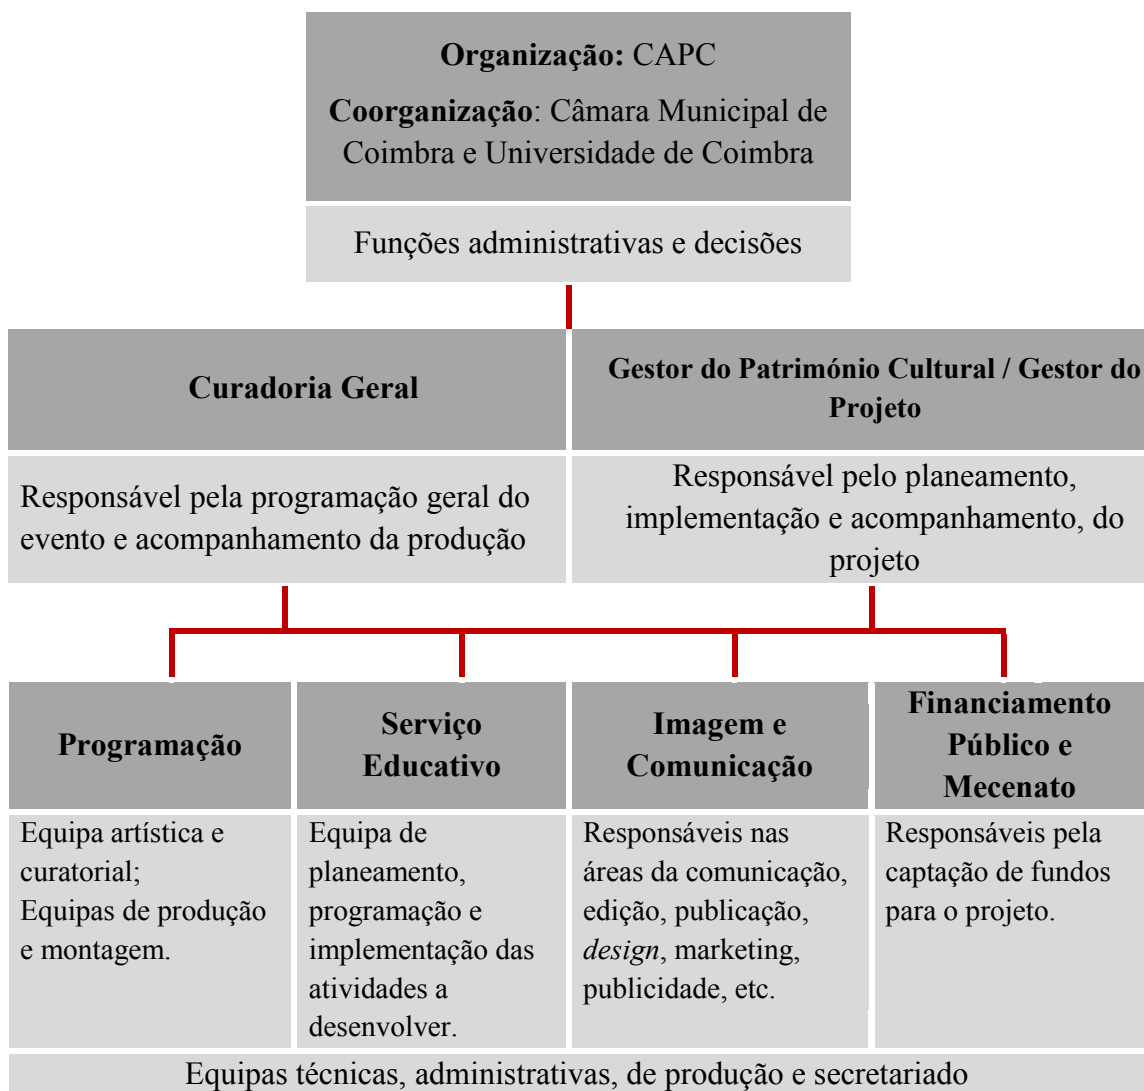 Organização: CAPC
Coorganização: Câmara Municipal de
Coimbra e Universidade de Coimbra
Funções administrativas e decisões
Curadoria Geral
Gestor do Património Cultural / Gestor do
Projeto
Responsável pela programação geral do
evento e acompanhamento da produção
Responsável pelo planeamento,
implementação e acompanhamento, do
projeto
Programação
Serviço
Educativo
Imagem e
Comunicação
Financiamento
Público e
Mecenato
Equipa artística e
curatorial;
Equipas de produção
e montagem.
Equipa de
planeamento,
programação e
implementação das
atividades a
desenvolver.
Responsáveis nas
áreas da comunicação,
edição, publicação,
design, marketing,
publicidade, etc.
Responsáveis pela
captação de fundos
para o projeto.
Equipas técnicas, administrativas, de produção e secretariado